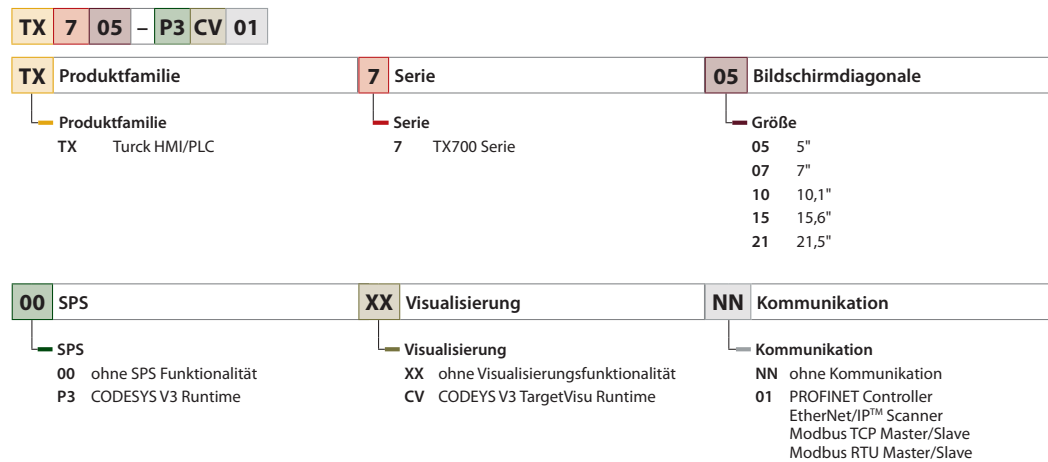 TX 7 05 – P3 CV 01
TX Produktfamilie
Produktfamilie
TX Turck HMI/PLC
7 Serie
Serie
7 TX700 Serie
05 Bildschirmdiagonale
Größe
05 5"
07 7"
10 10,1"
15 15,6"
21 21,5"
00 SPS
SPS
00 ohne SPS Funktionalität
P3 CODESYS V3 Runtime
XX Visualisierung
Visualisierung
XX ohne Visualisierungsfunktionalität
CV CODEYS V3 TargetVisu Runtime
NN Kommunikation
Kommunikation
NN ohne Kommunikation
01 PROFINET Controller
EtherNet/IP™ Scanner
Modbus TCP Master/Slave
Modbus RTU Master/Slave